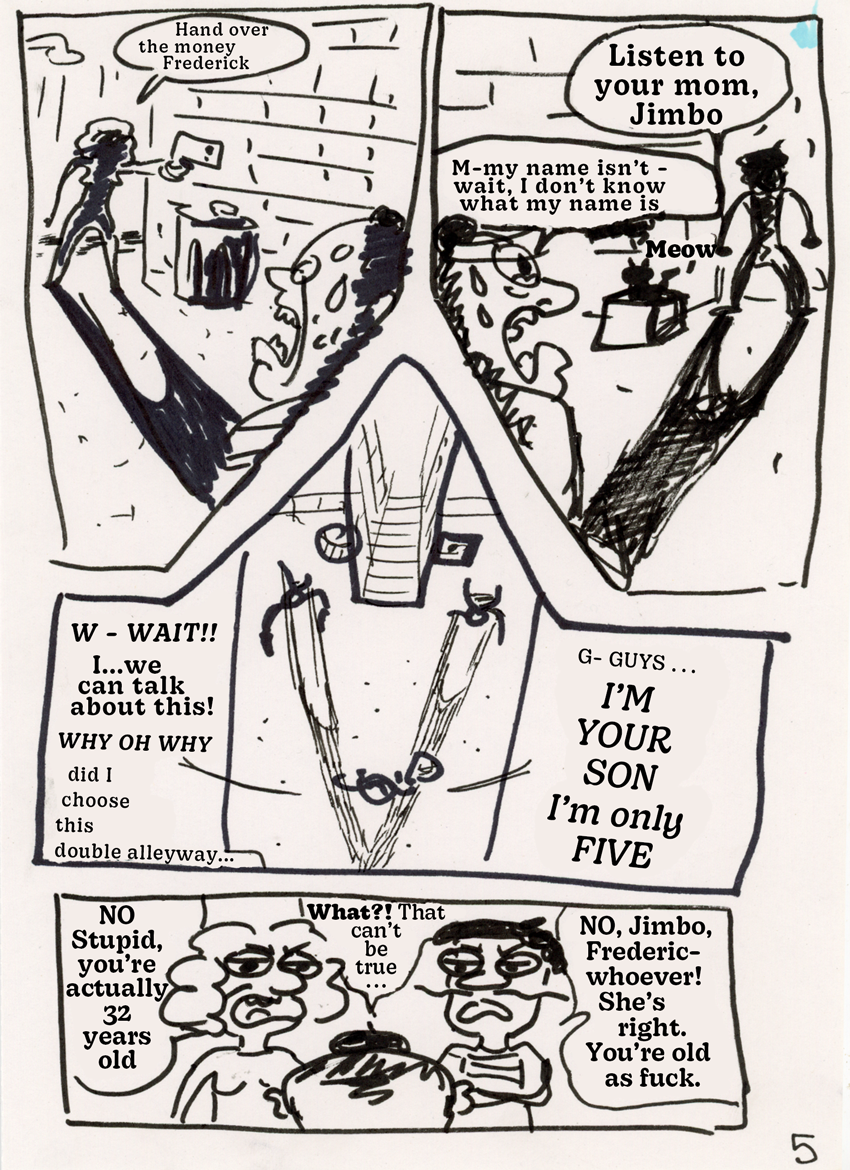 Hand over
the money
Frederick
Listen to
your mom,
Jimbo
M-my name isn't -
wait, I don't know
what my name is
Meow
W - WAIT!!
I...we
can talk
about this!
WHY OH WHY
did I
choose
this
double alleyway...
G- GUYS ...
I'M
YOUR
SON
I'm only
FIVE
NO
Stupid,
you're
actually
32
years
old
What?! That
can't
be
true
...
NO, Jimbo,
Frederic-
whoever!
She's
right.
You're old
as fuck.
5